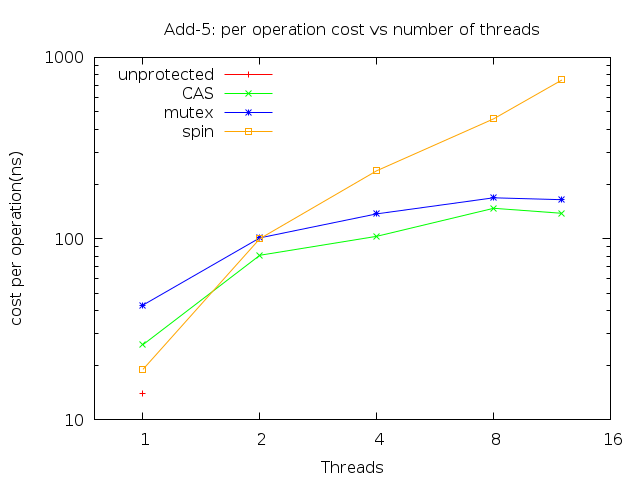 Add-5: per operation cost vs number of threads
1000
unprotected
CAS
mutex
spin
cost per operation(ns)
100
10
1 2 4 8 16
Threads